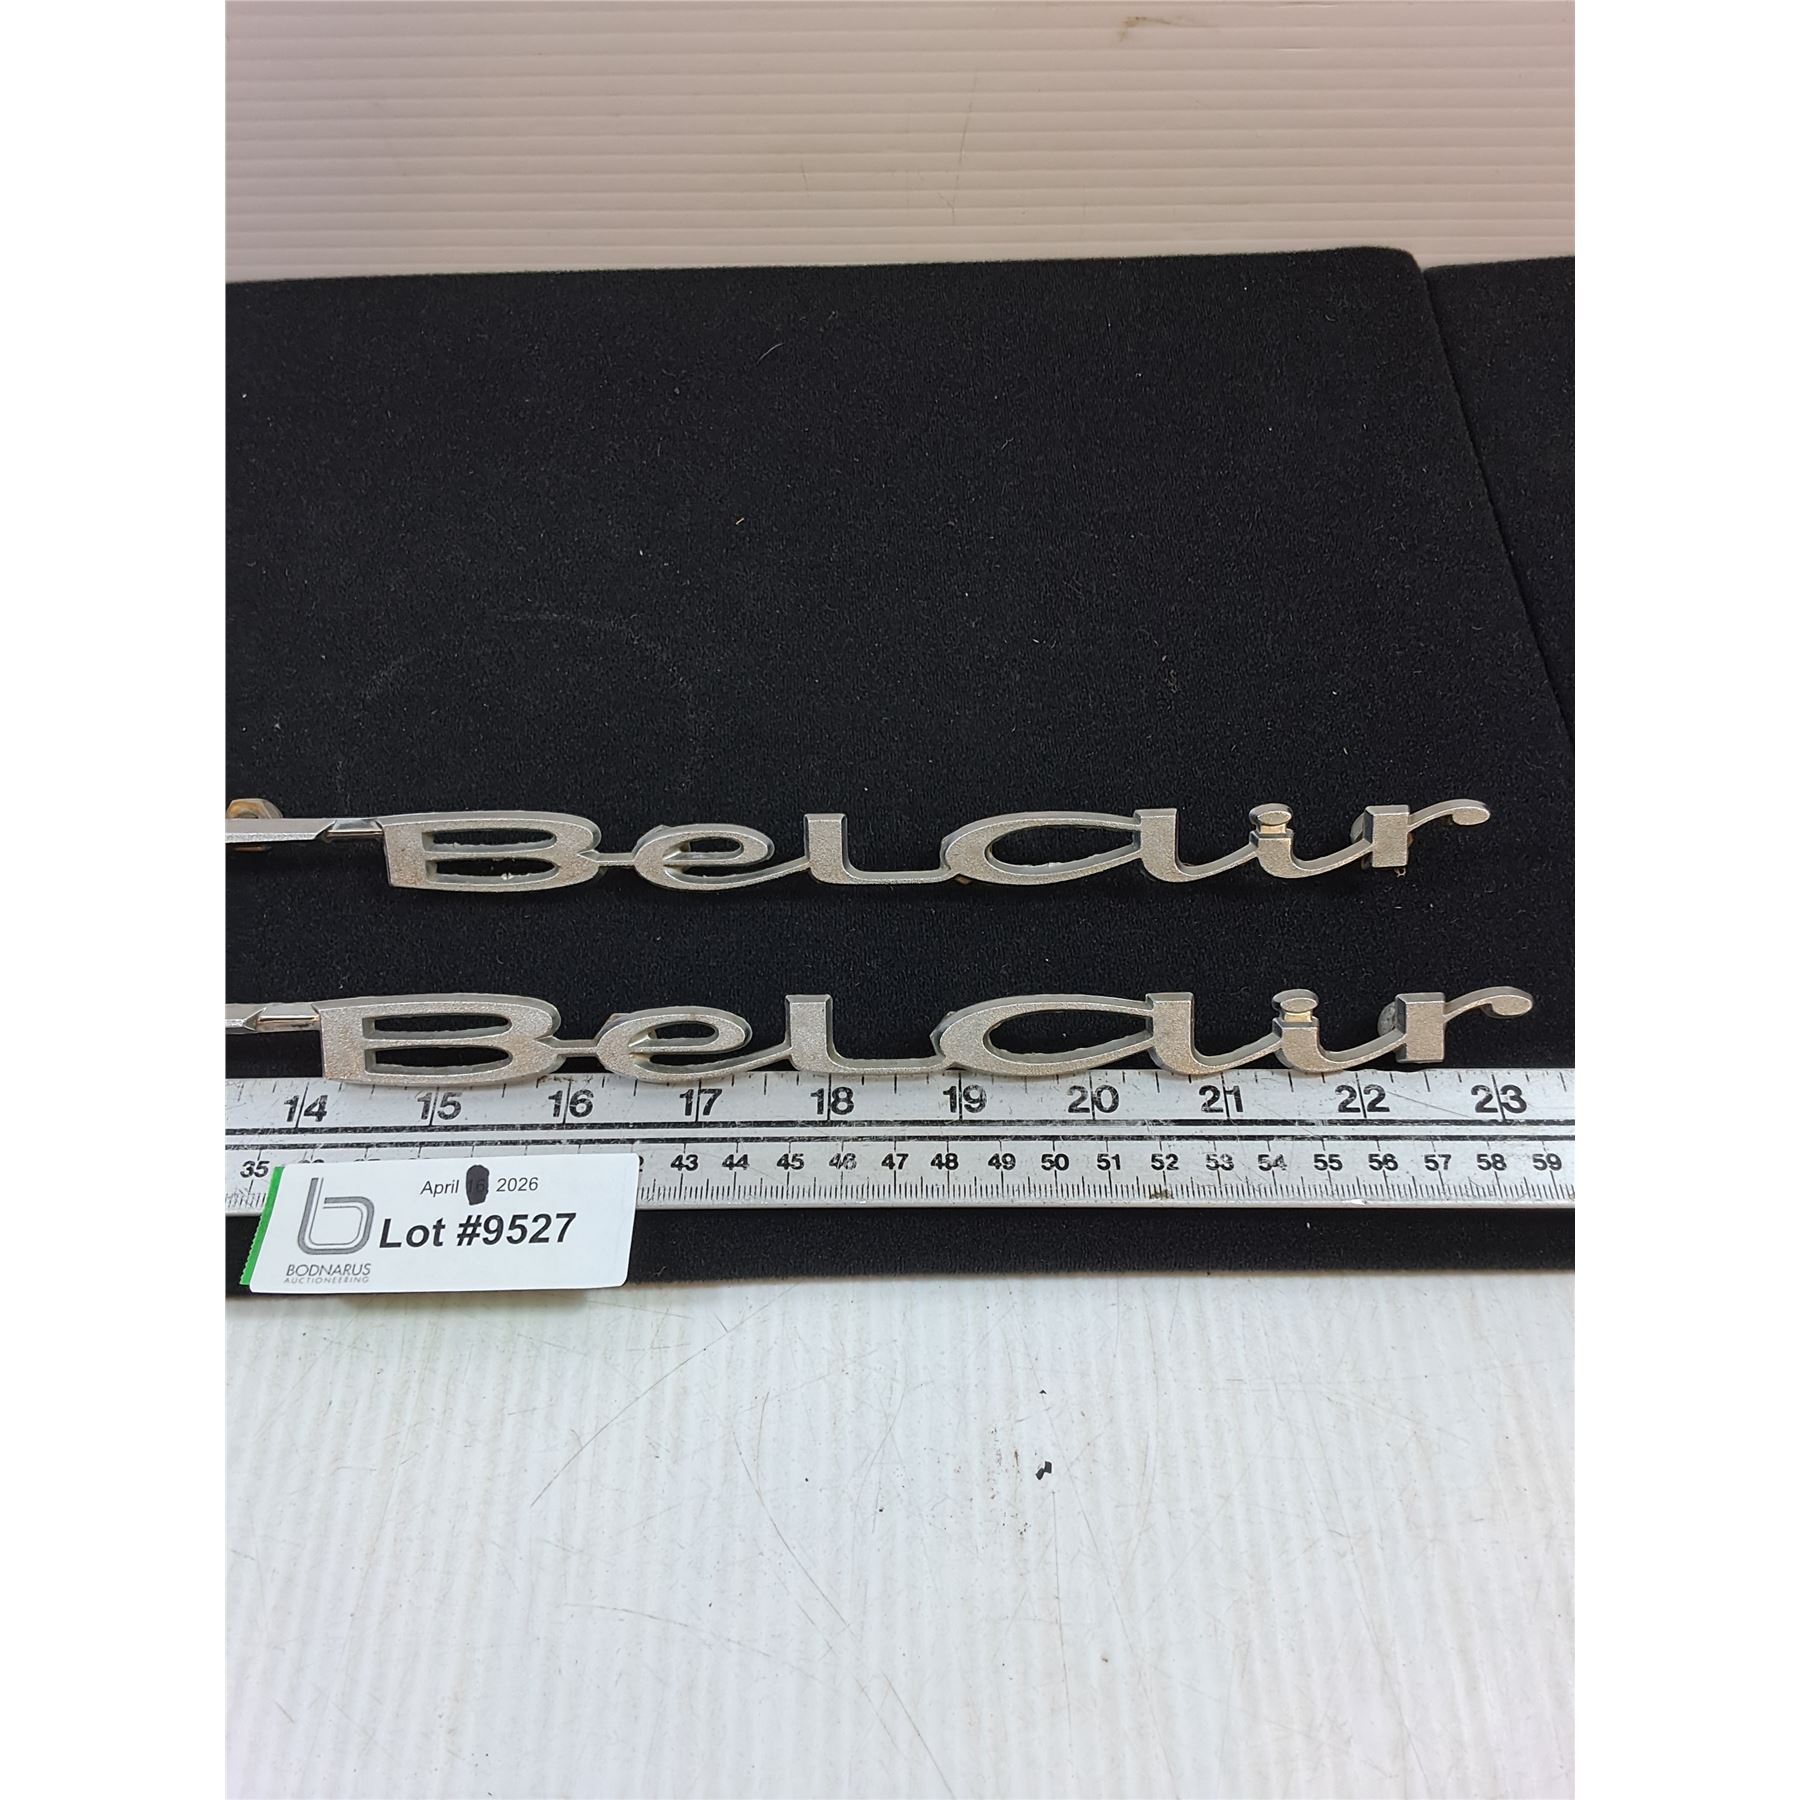 BelAir
BelAir
14 15 16 17 18 19 20 21 22 23
35 43 44 45 46 47 48 49 50 51 52 53 54 55 56 57 58 59
April 2026
Lot #9527
BODNARUS
AUCTIONEERING